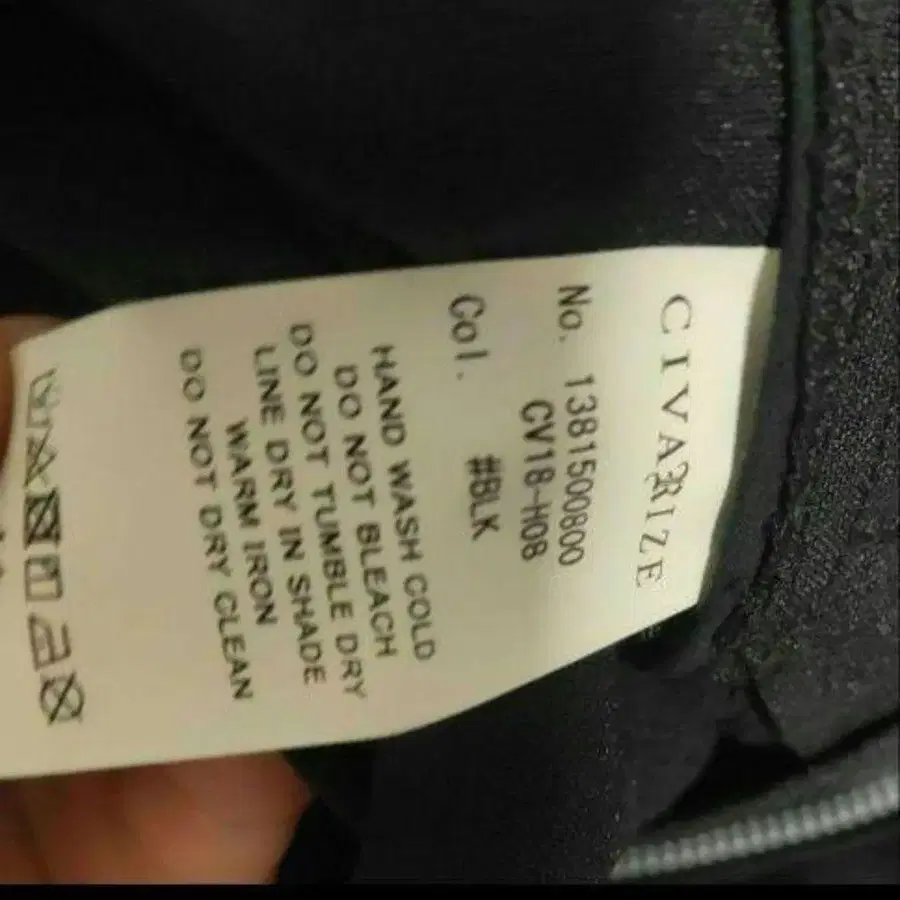 CIVARIZE
No. 1381500800
CV18-H08
Col. #BLK
HAND WASH COLD
DO NOT BLEACH
DO NOT TUMBLE DRY
LINE DRY IN SHADE
WARM IRON
DO NOT DRY CLEAN